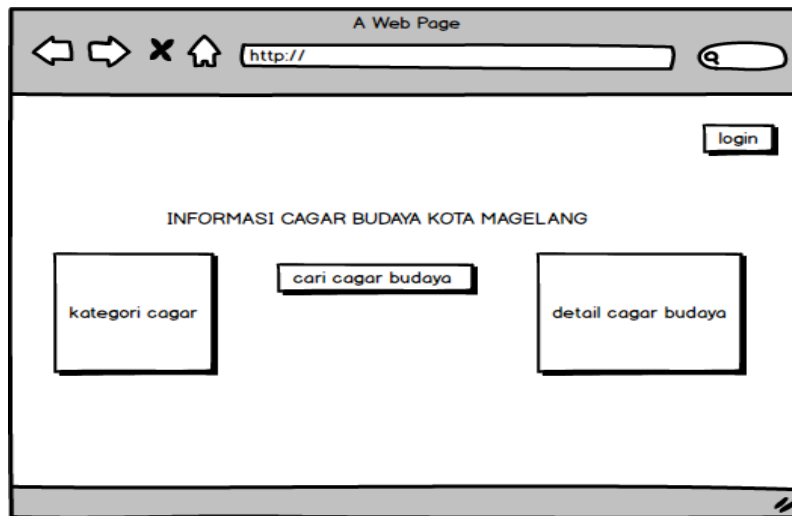 A Web Page
http://
login
INFORMASI CAGAR BUDAYA KOTA MAGELANG
kategori cagar
cari cagar budaya
detail cagar budaya